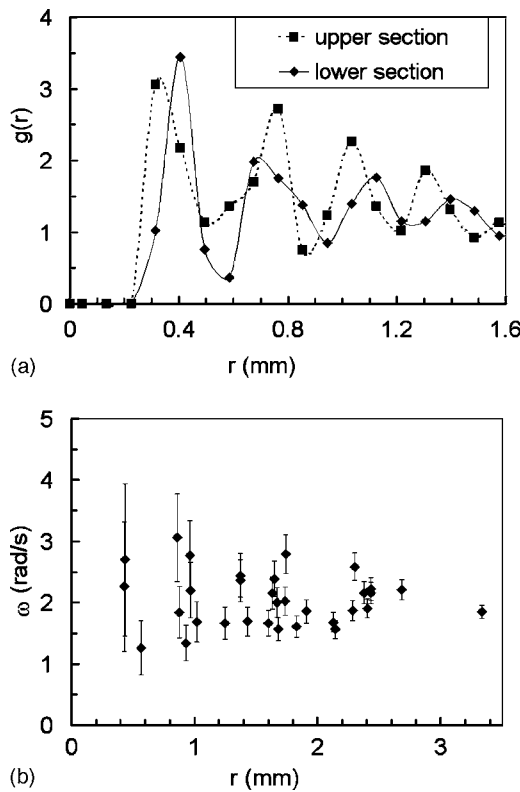 4
3
2
1
0
g(r)
upper section
lower section
0 0.4 0.8 1.2 1.6
r (mm)
(a)
5
4
3
2
1
0
ω (rad/s)
0 1 2 3
r (mm)
(b)